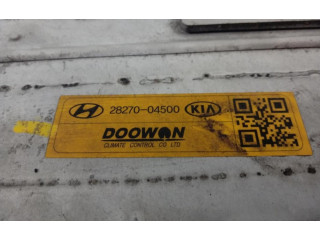 28270-04500 KIA
DOOWON
CLIMATE CONTROL CO LTD